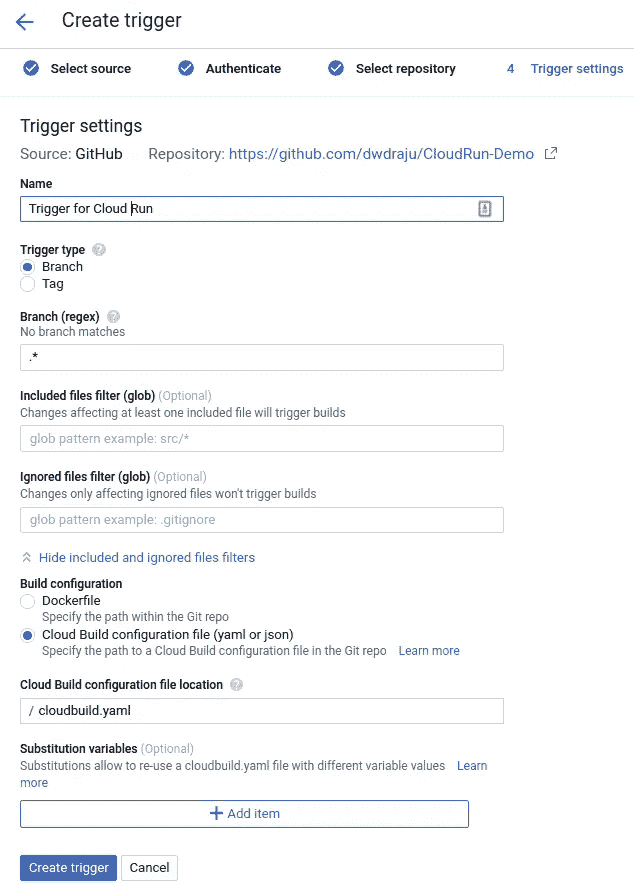 Create trigger
Select source Authenticate Select repository 4 Trigger settings
Trigger settings
Source: GitHub Repository: https://github.com/dwdraju/CloudRun-Demo
Name
Trigger for Cloud Run
Trigger type ?
Branch
Tag
Branch (regex) ?
No branch matches
.*
Included files filter (glob) (Optional)
Changes affecting at least one included file will trigger builds
glob pattern example: src/*
Ignored files filter (glob) (Optional)
Changes only affecting ignored files won't trigger builds
glob pattern example: .gitignore
Hide included and ignored files filters
Build configuration
Dockerfile
Specify the path within the Git repo
Cloud Build configuration file (yaml or json)
Specify the path to a Cloud Build configuration file in the Git repo Learn more
Cloud Build configuration file location ?
/ cloudbuild.yaml
Substitution variables (Optional)
Substitutions allow to re-use a cloudbuild.yaml file with different variable values Learn
more
+ Add item
Create trigger Cancel